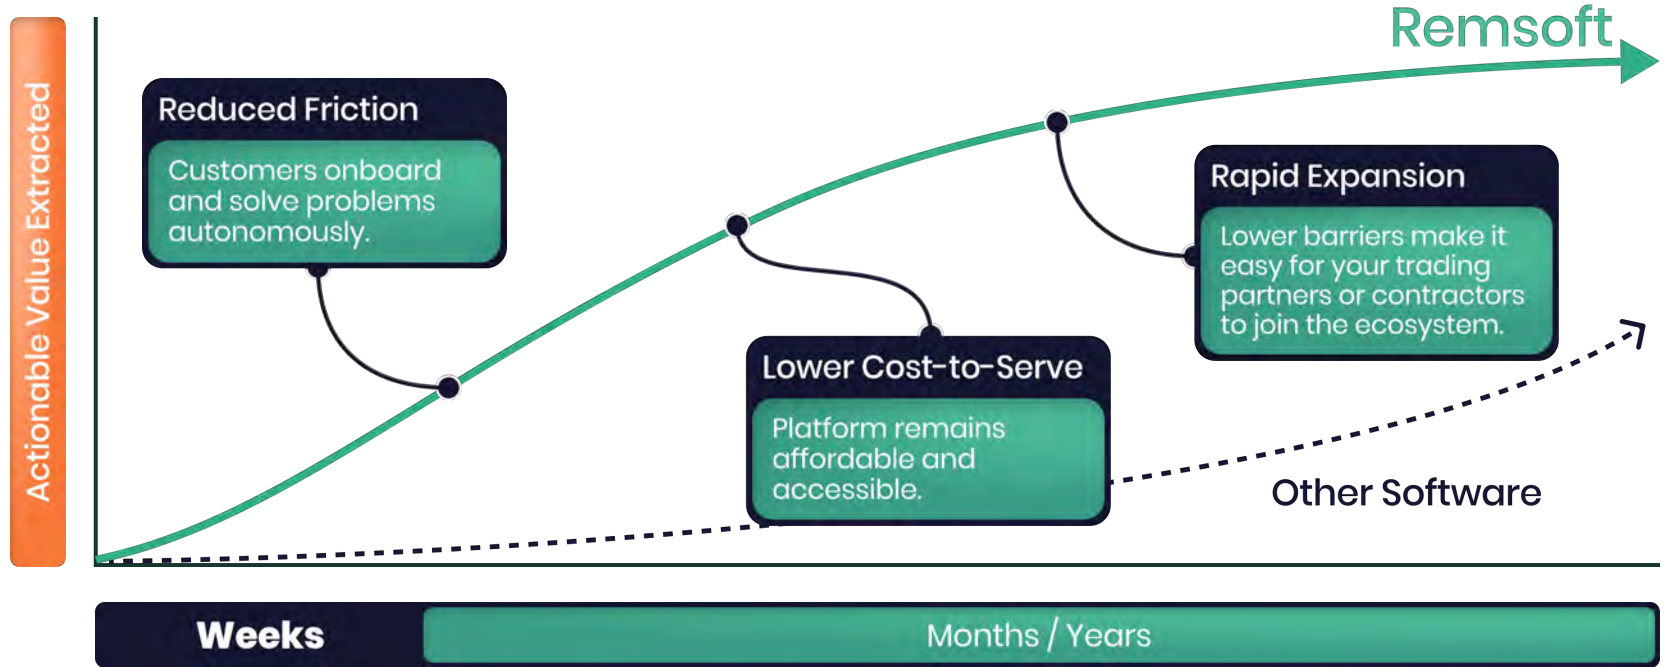 Remsoft
Actionable Value Extracted
Reduced Friction
Customers onboard
and solve problems
autonomously.
Rapid Expansion
Lower barriers make it
easy for your trading
partners or contractors
to join the ecosystem.
Lower Cost-to-Serve
Platform remains
affordable and
accessible.
Other Software
Weeks
Months / Years